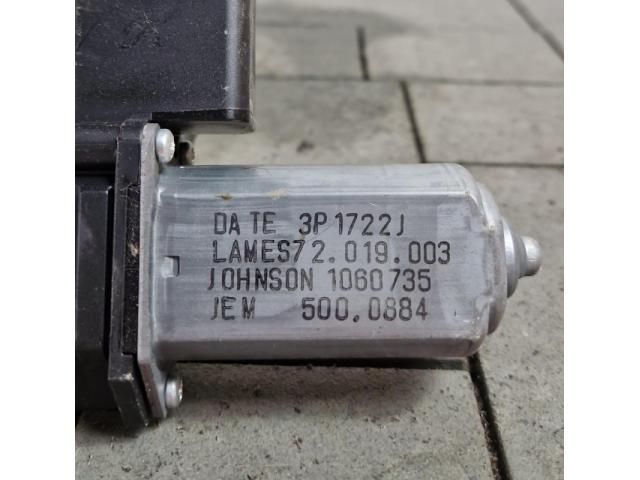 DATE 3P1722J
LAMES72.019.003
JOHNSON 1060735
JEM 500.0884